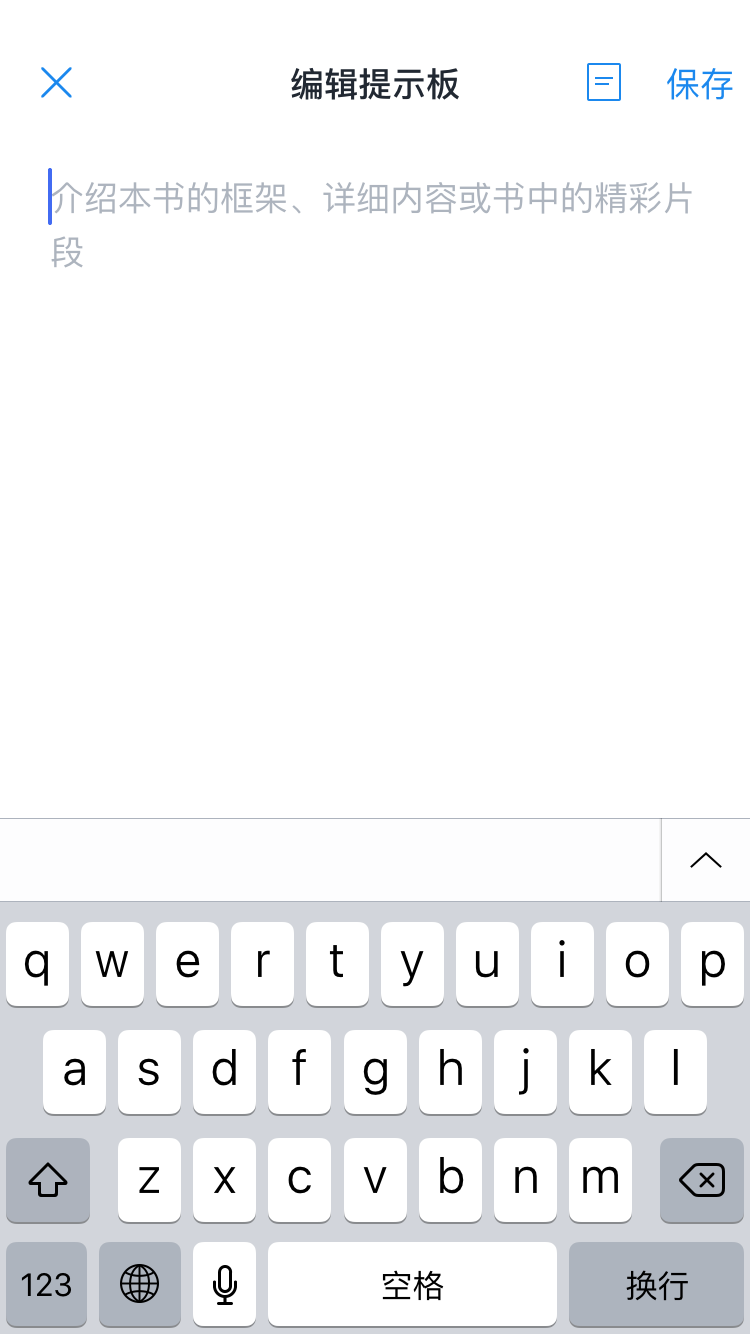 编辑提示板 保存
介绍本书的框架、详细内容或书中的精彩片
段
q w e r t y u i o p
a s d f g h j k l
z x c v b n m
123 空格 换行